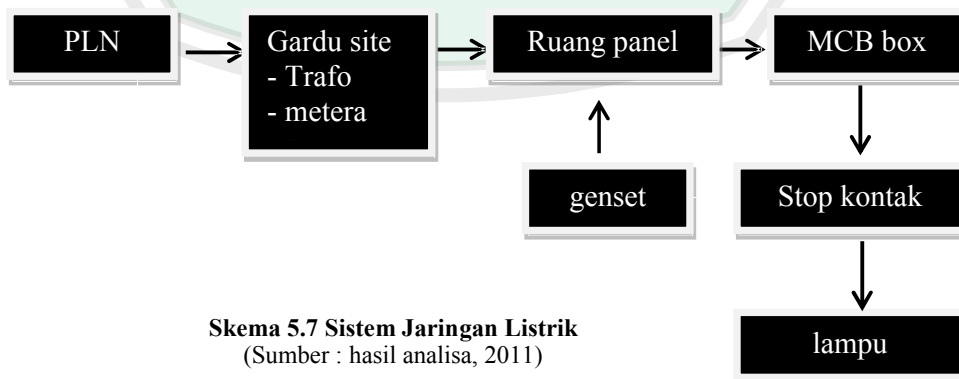 PLN
Gardu site
- Trafo
- metera
Ruang panel
MCB box
genset
Stop kontak
lampu
Skema 5.7 Sistem Jaringan Listrik
(Sumber : hasil analisa, 2011)